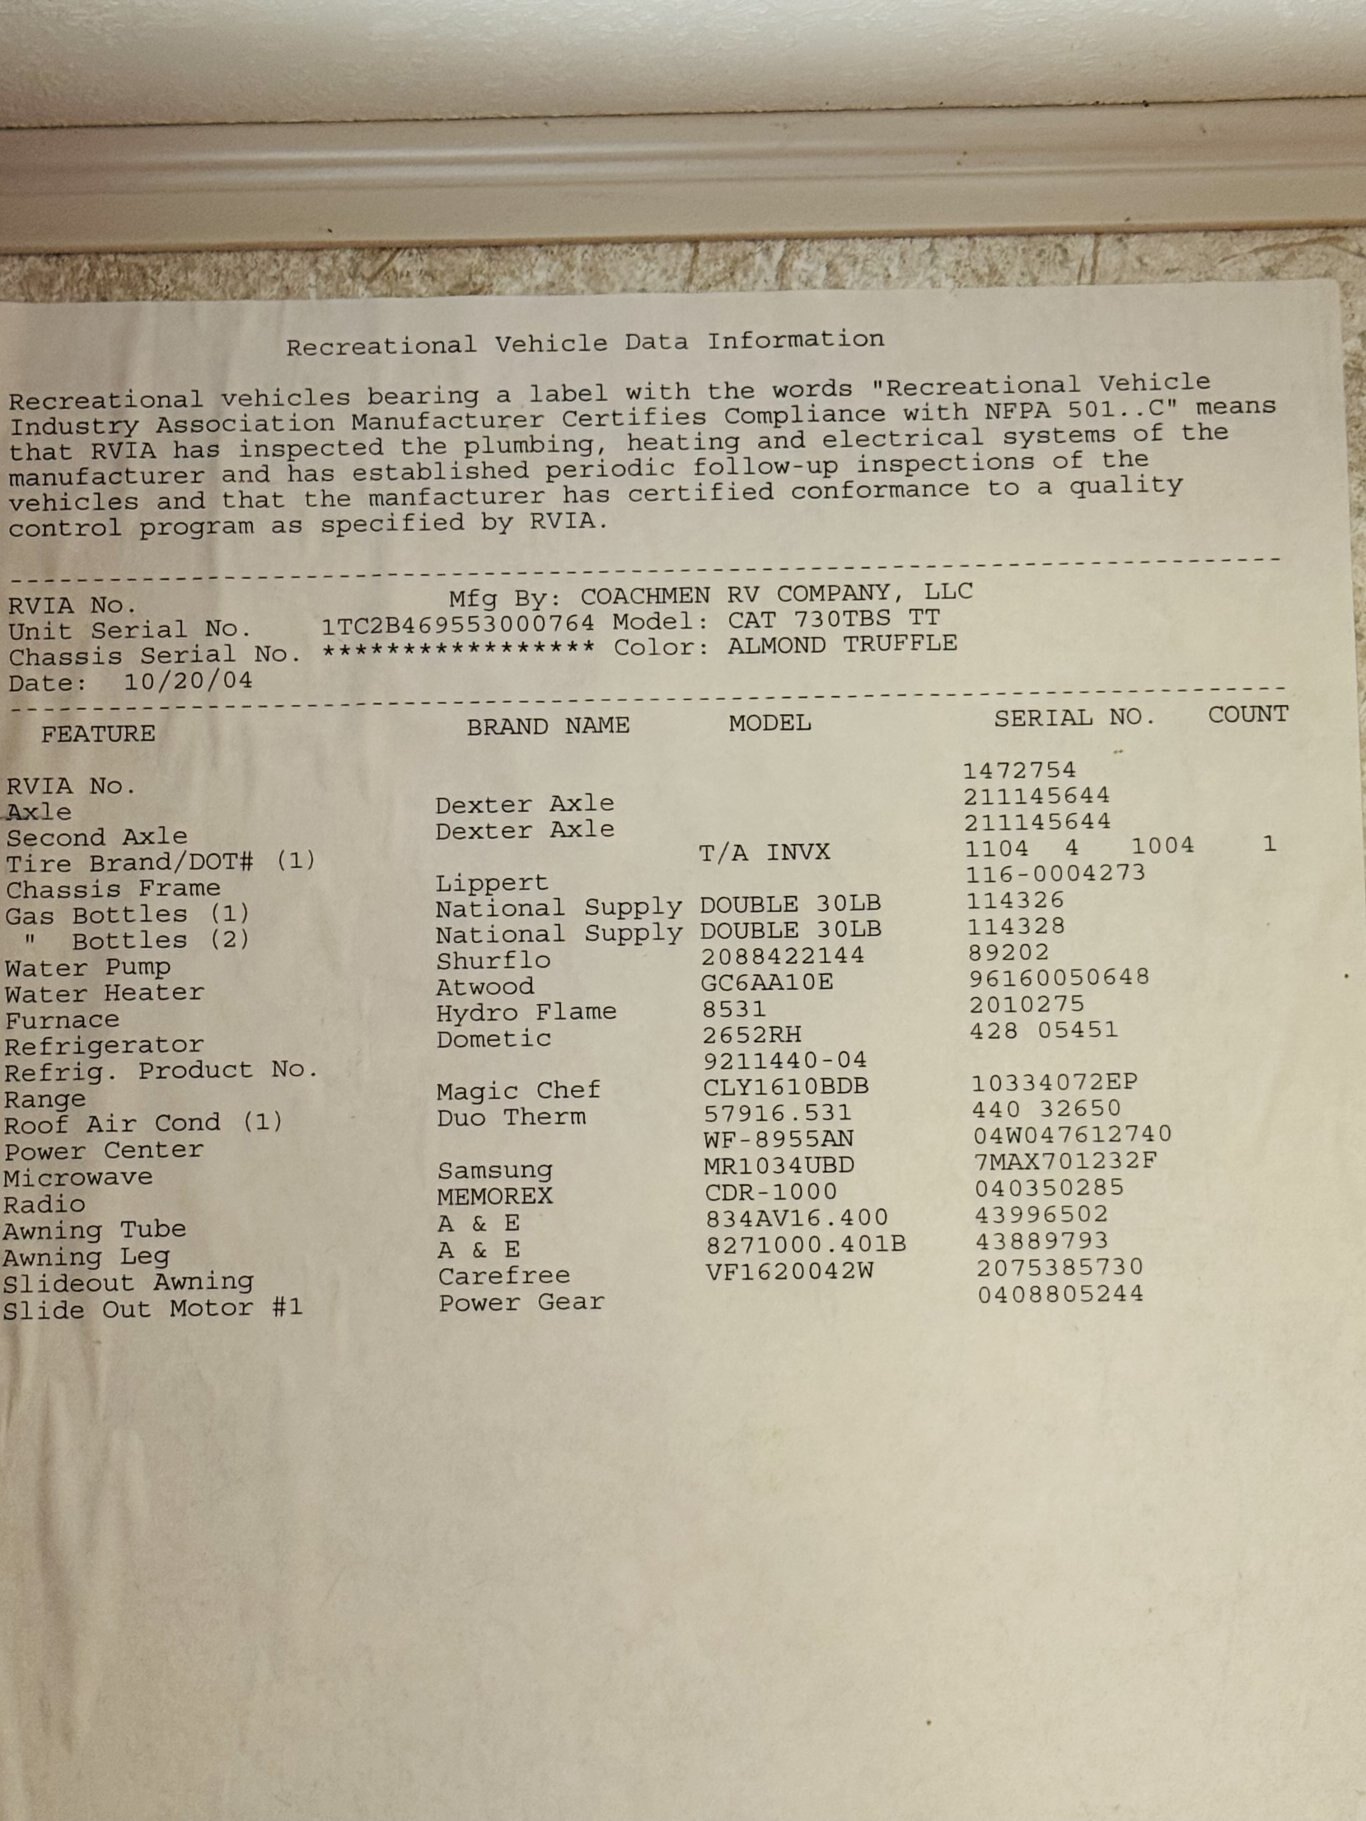 Recreational Vehicle Data Information
Recreational vehicles bearing a label with the words "Recreational Vehicle
Industry Association Manufacturer Certifies Compliance with NFPA 501..C" means
that RVIA has inspected the plumbing, heating and electrical systems of the
manufacturer and has established periodic follow-up inspections of the
vehicles and that the manfacturer has certified conformance to a quality
control program as specified by RVIA.
--------------------------------------------------------------------------------
RVIA No. Mfg By: COACHMEN RV COMPANY, LLC
Unit Serial No. 1TC2B469553000764 Model: CAT 730TBS TT
Chassis Serial No. ***************** Color: ALMOND TRUFFLE
Date: 10/20/04
--------------------------------------------------------------------------------
FEATURE BRAND NAME MODEL SERIAL NO. COUNT
RVIA No. 1472754
Axle Dexter Axle 211145644
Second Axle Dexter Axle 211145644
Tire Brand/DOT# (1) T/A INVX 1104 4 1004 1
Chassis Frame Lippert 116-0004273
Gas Bottles (1) National Supply DOUBLE 30LB 114326
" Bottles (2) National Supply DOUBLE 30LB 114328
Water Pump Shurflo 2088422144 89202
Water Heater Atwood GC6AA10E 96160050648
Furnace Hydro Flame 8531 2010275
Refrigerator Dometic 2652RH 428 05451
Refrig. Product No. 9211440-04
Range Magic Chef CLY1610BDB 10334072EP
Roof Air Cond (1) Duo Therm 57916.531 440 32650
Power Center WF-8955AN 04W047612740
Microwave Samsung MR1034UBD 7MAX701232F
Radio MEMOREX CDR-1000 040350285
Awning Tube A & E 834AV16.400 43996502
Awning Leg A & E 8271000.401B 43889793
Slideout Awning Carefree VF1620042W 2075385730
Slide Out Motor #1 Power Gear 0408805244